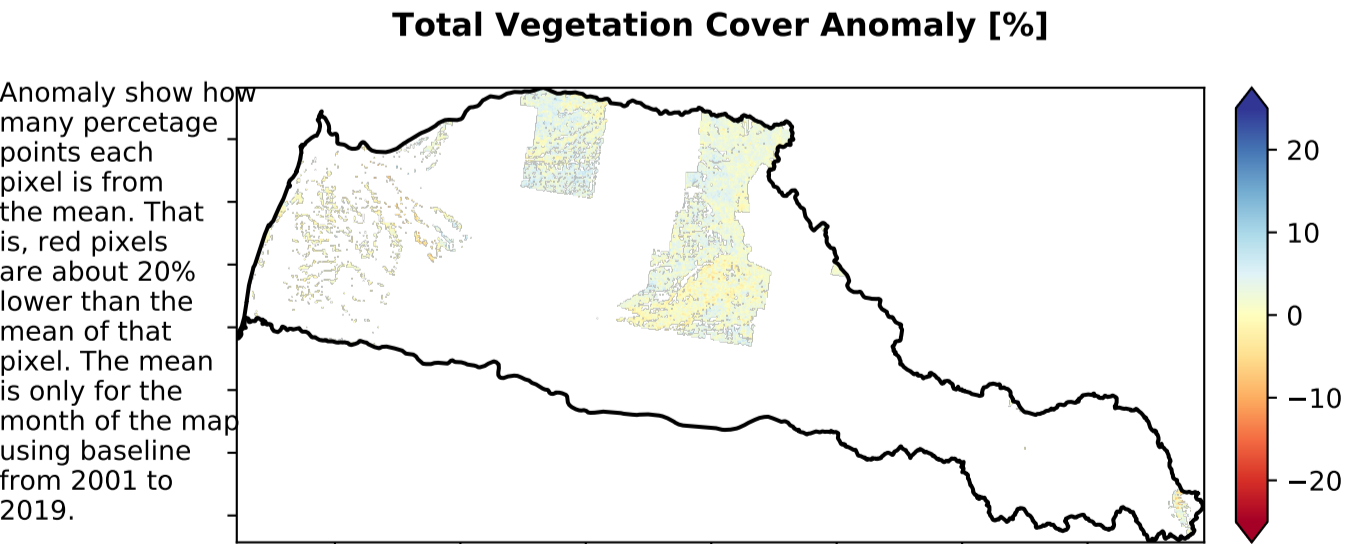 Total Vegetation Cover Anomaly [%]
Anomaly show how
many percetage
points each
pixel is from
the mean. That
is, red pixels
are about 20%
lower than the
mean of that
pixel. The mean
is only for the
month of the map
using baseline
from 2001 to
2019.
20
10
0
−10
−20